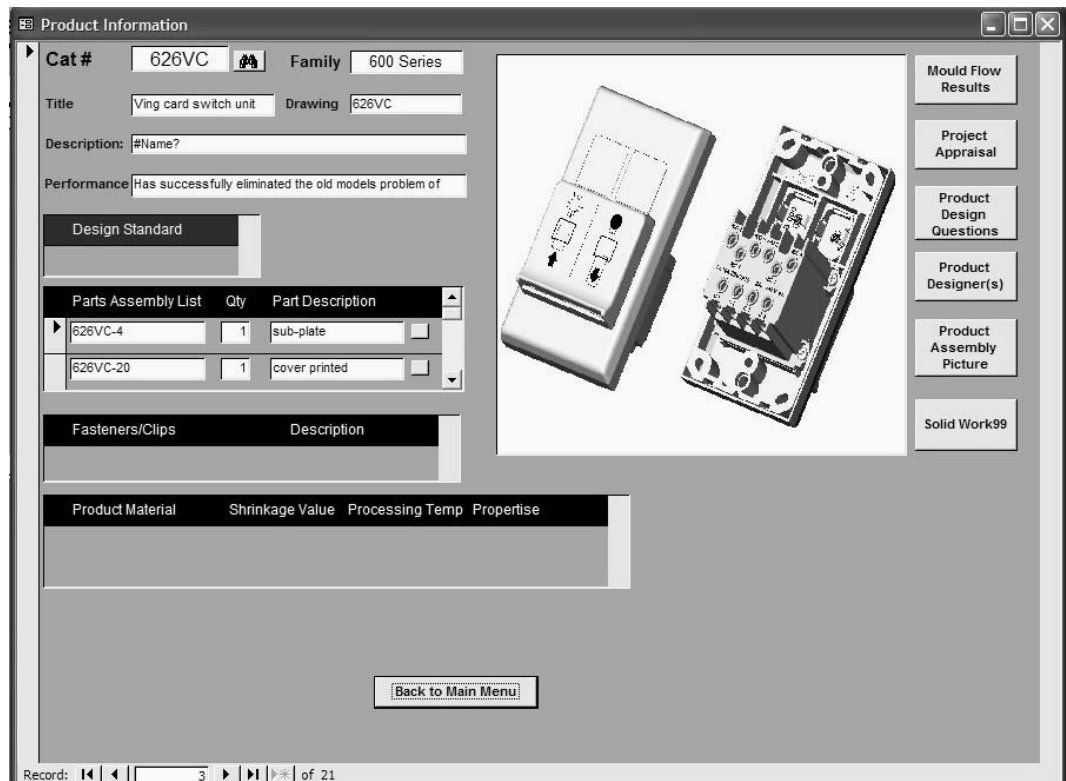 Product Information
Cat # 626VC Family 600 Series
Title Ving card switch unit Drawing 626VC
Description: #Name?
Performance Has successfully eliminated the old models problem of
Design Standard
Parts Assembly List Qty Part Description
626VC-4 1 sub-plate
626VC-20 1 cover printed
Fasteners/Clips Description
Product Material Shrinkage Value Processing Temp Propertise
Mould Flow
Results
Project
Appraisal
Product
Design
Questions
Product
Designer(s)
Product
Assembly
Picture
Solid Work99
Back to Main Menu
Record: 3 of 21